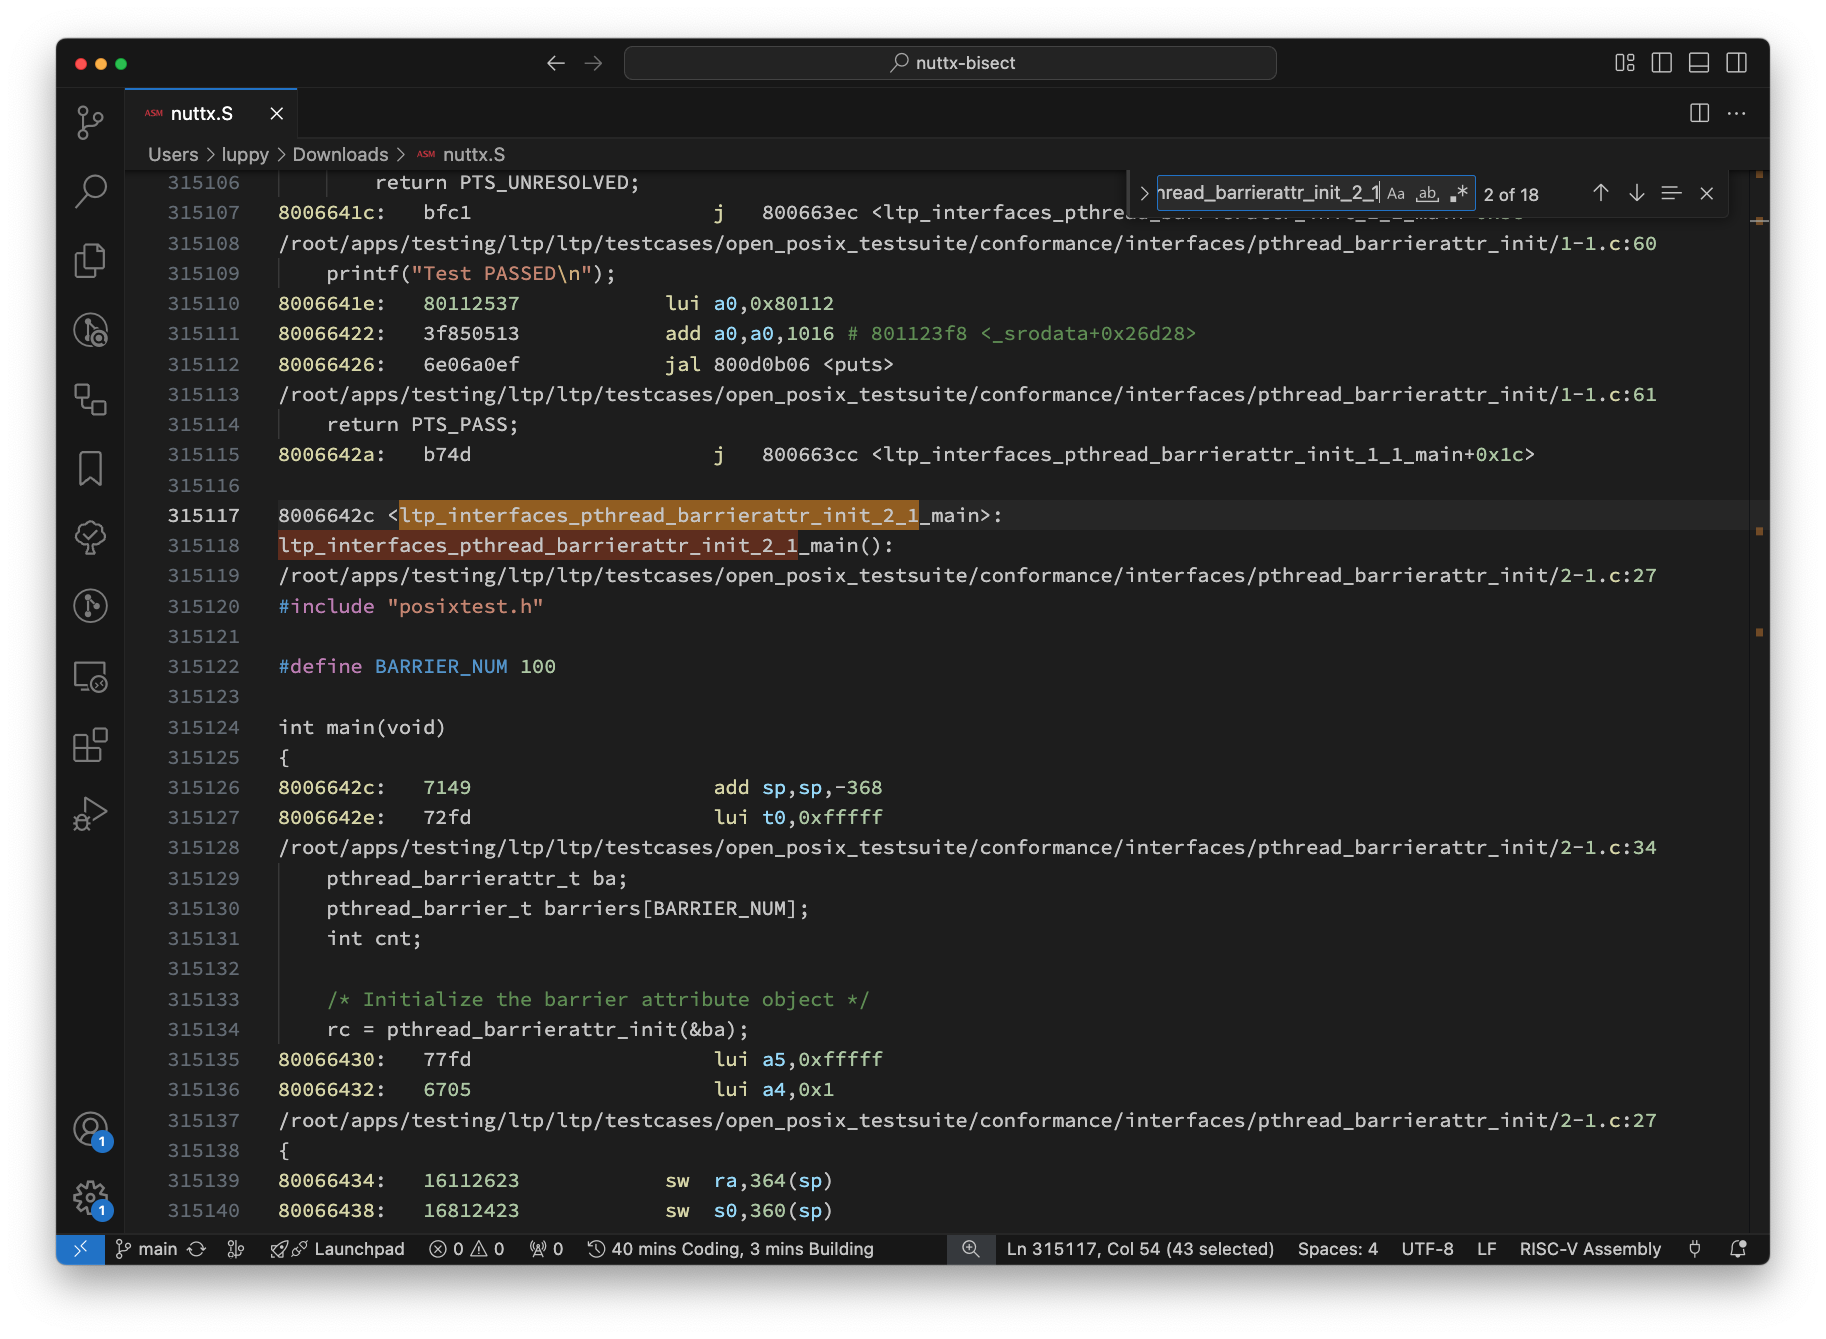 nuttx-bisect
ASM nuttx.S
Users > luppy > Downloads > ASM nuttx.S
hread_barrierattr_init_2_1 Aa ab .* 2 of 18
315106 return PTS_UNRESOLVED;
315107 8006641c: bfc1 j 800663ec <ltp_interfaces_pthread_
315108 /root/apps/testing/ltp/ltp/testcases/open_posix_testsuite/conformance/interfaces/pthread_barrierattr_init/1-1.c:60
315109 printf("Test PASSED\n");
315110 8006641e: 80112537 lui a0,0x80112
315111 80066422: 3f850513 add a0,a0,1016 # 801123f8 <_srodata+0x26d28>
315112 80066426: 6e06a0ef jal 800d0b06 <puts>
315113 /root/apps/testing/ltp/ltp/testcases/open_posix_testsuite/conformance/interfaces/pthread_barrierattr_init/1-1.c:61
315114 return PTS_PASS;
315115 8006642a: b74d j 800663cc <ltp_interfaces_pthread_barrierattr_init_1_1_main+0x1c>
315116
315117 8006642c <ltp_interfaces_pthread_barrierattr_init_2_1_main>:
315118 ltp_interfaces_pthread_barrierattr_init_2_1_main():
315119 /root/apps/testing/ltp/ltp/testcases/open_posix_testsuite/conformance/interfaces/pthread_barrierattr_init/2-1.c:27
315120 #include "posixtest.h"
315121
315122 #define BARRIER_NUM 100
315123
315124 int main(void)
315125 {
315126 8006642c: 7149 add sp,sp,-368
315127 8006642e: 72fd lui t0,0xfffff
315128 /root/apps/testing/ltp/ltp/testcases/open_posix_testsuite/conformance/interfaces/pthread_barrierattr_init/2-1.c:34
315129 pthread_barrierattr_t ba;
315130 pthread_barrier_t barriers[BARRIER_NUM];
315131 int cnt;
315132
315133 /* Initialize the barrier attribute object */
315134 rc = pthread_barrierattr_init(&ba);
315135 80066430: 77fd lui a5,0xfffff
315136 80066432: 6705 lui a4,0x1
315137 /root/apps/testing/ltp/ltp/testcases/open_posix_testsuite/conformance/interfaces/pthread_barrierattr_init/2-1.c:27
315138 {
315139 80066434: 16112623 sw ra,364(sp)
315140 80066438: 16812423 sw s0,360(sp)
1
1
main Launchpad 0 0 0 40 mins Coding, 3 mins Building Ln 315117, Col 54 (43 selected) Spaces: 4 UTF-8 LF RISC-V Assembly